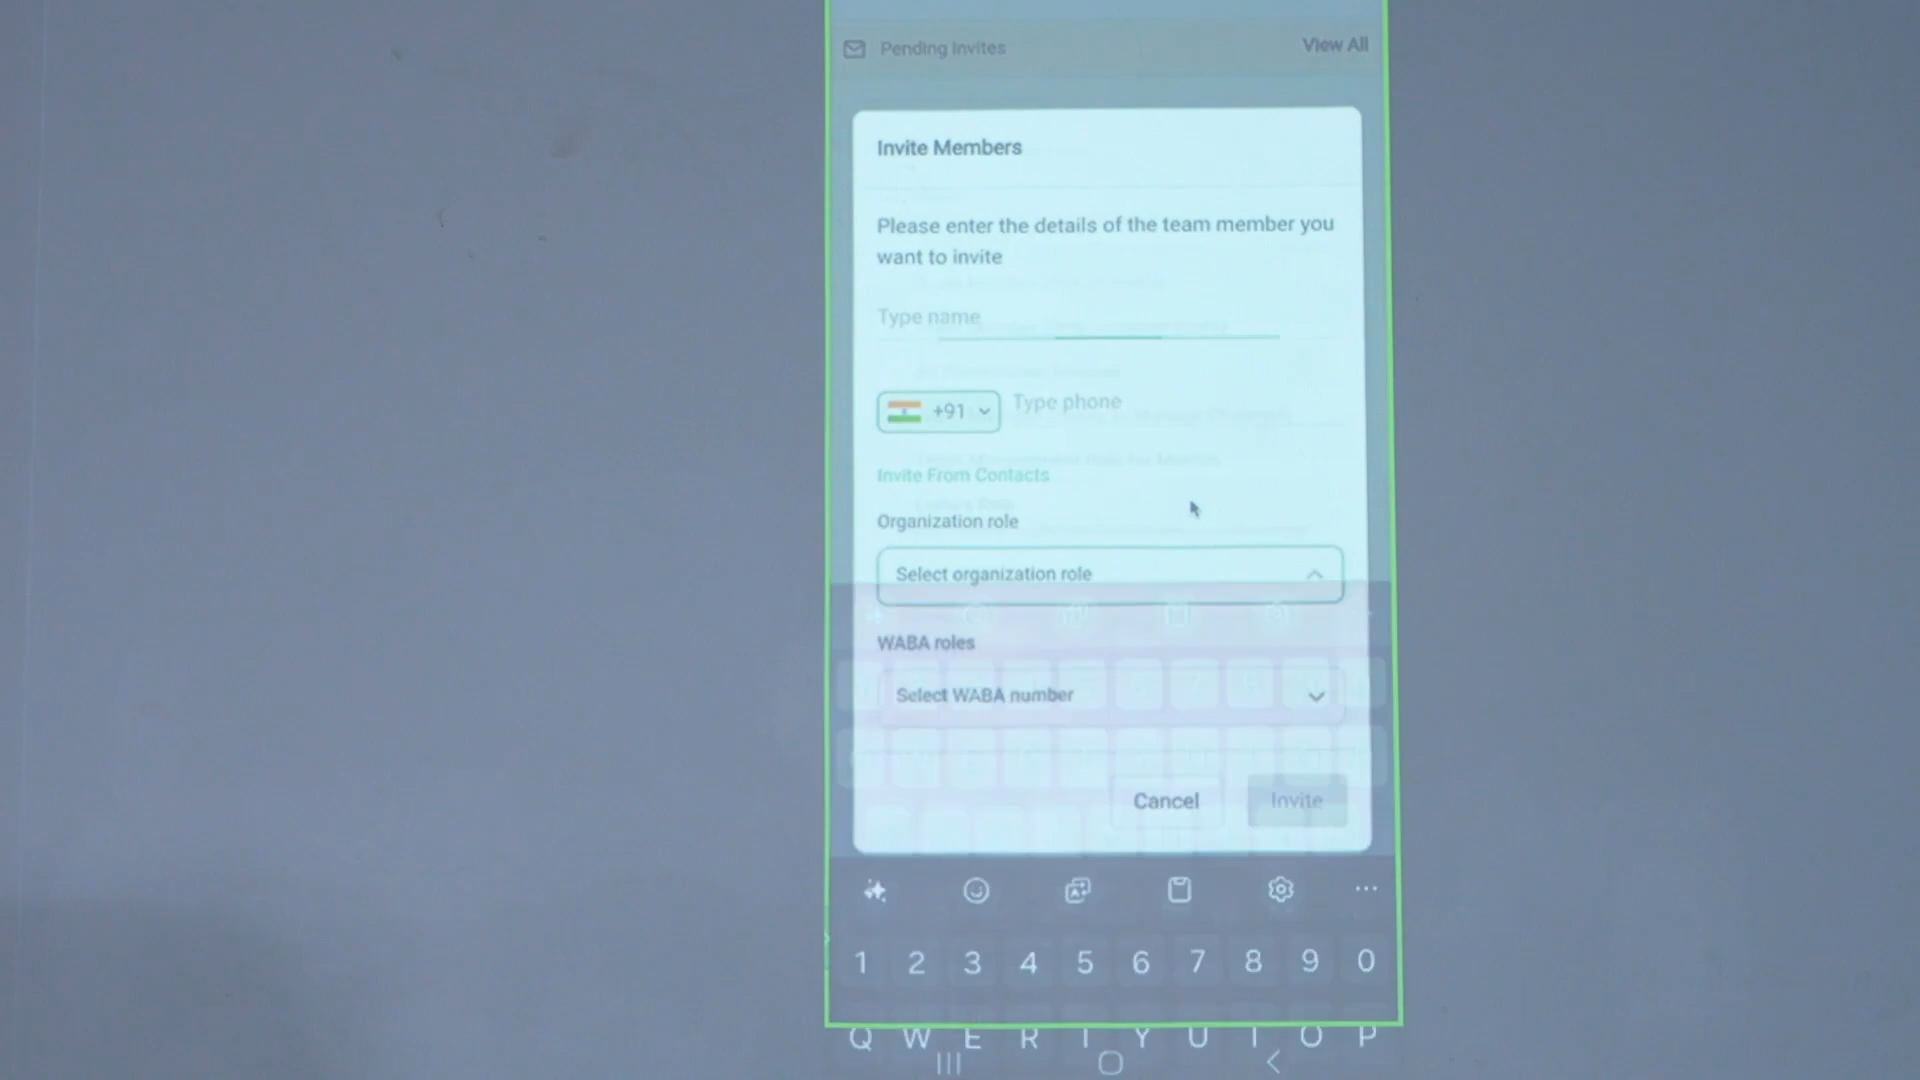 Pending Invites
View All
Invite Members
Please enter the details of the team member you
want to invite
Type name
+91
Type phone
Invite From Contacts
Organization role
Select organization role
WABA roles
Select WABA number
Cancel
Invite
1 2 3 4 5 6 7 8 9 0
Q W E R T Y U I O P